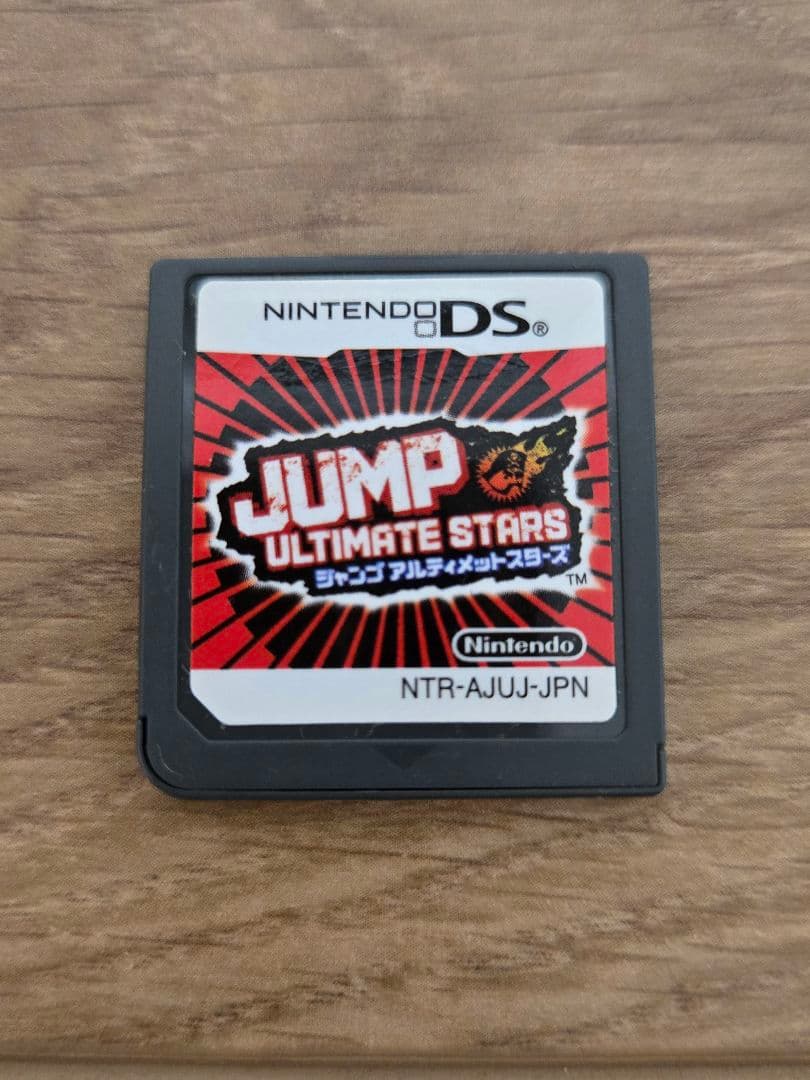 NINTENDO DS®
JUMP
ULTIMATE STARS
ジャンプ アルティメットスターズ
TM
Nintendo
NTR-AJUJ-JPN